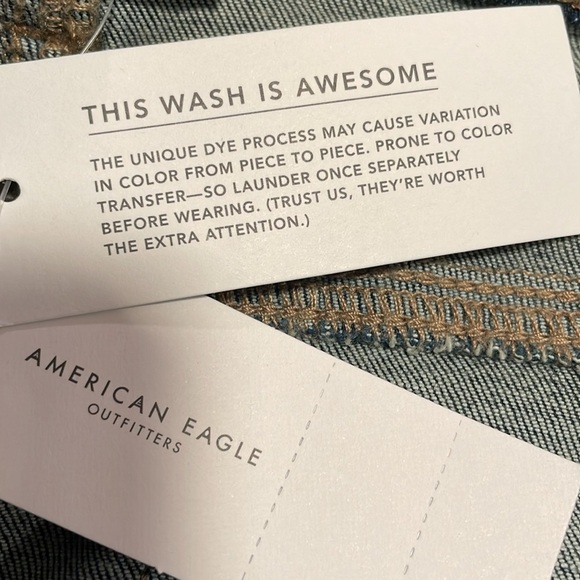 THIS WASH IS AWESOME
THE UNIQUE DYE PROCESS MAY CAUSE VARIATION
IN COLOR FROM PIECE TO PIECE. PRONE TO COLOR
TRANSFER—SO LAUNDER ONCE SEPARATELY
BEFORE WEARING. (TRUST US, THEY'RE WORTH
THE EXTRA ATTENTION.)
AMERICAN EAGLE
OUTFITTERS